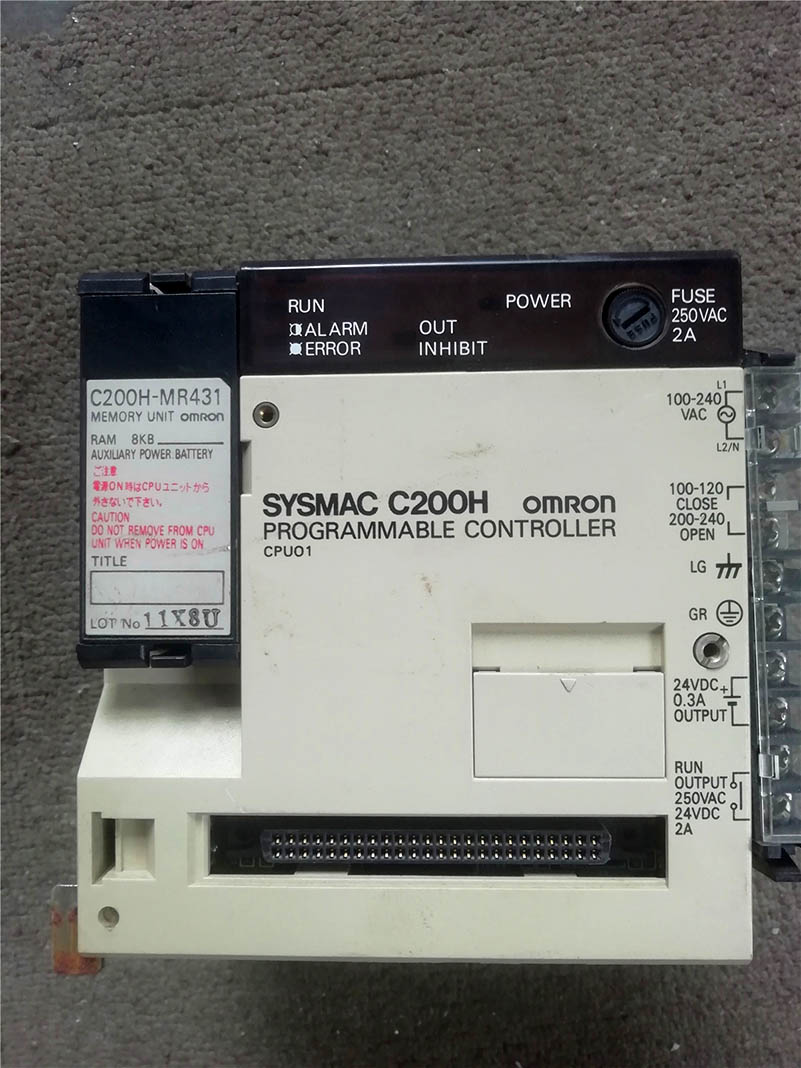 RUN
ALARM
ERROR
OUT
INHIBIT
POWER
FUSE
250VAC
2A
FUSE
C200H-MR431
MEMORY UNIT omron
RAM 8KB
AUXILIARY POWER BATTERY
ご注意
電源ON時はCPUユニットから
外さないで下さい。
CAUTION
DO NOT REMOVE FROM CPU
UNIT WHEN POWER IS ON
TITLE
LOT No 11X8U
SYSMAC C200H omron
PROGRAMMABLE CONTROLLER
CPU01
L1
100-240
VAC
L2/N
100-120
CLOSE
200-240
OPEN
LG
GR
24VDC +
0.3A
OUTPUT
RUN
OUTPUT
250VAC
24VDC
2A